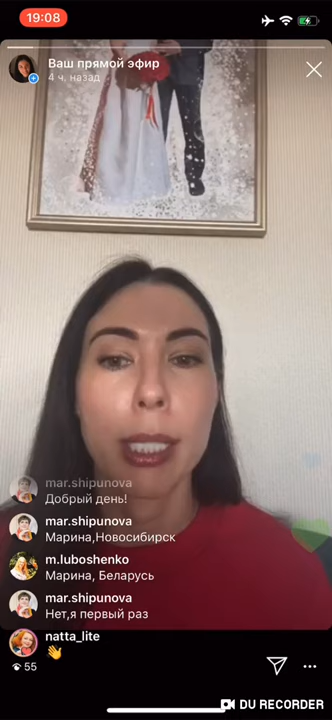 19:08
Ваш прямой эфир
4 ч. назад
mar.shipunova
Добрый день!
mar.shipunova
Марина,Новосибирск
m.luboshenko
Марина, Беларусь
mar.shipunova
Нет,я первый раз
natta_lite
👋
55
DU RECORDER